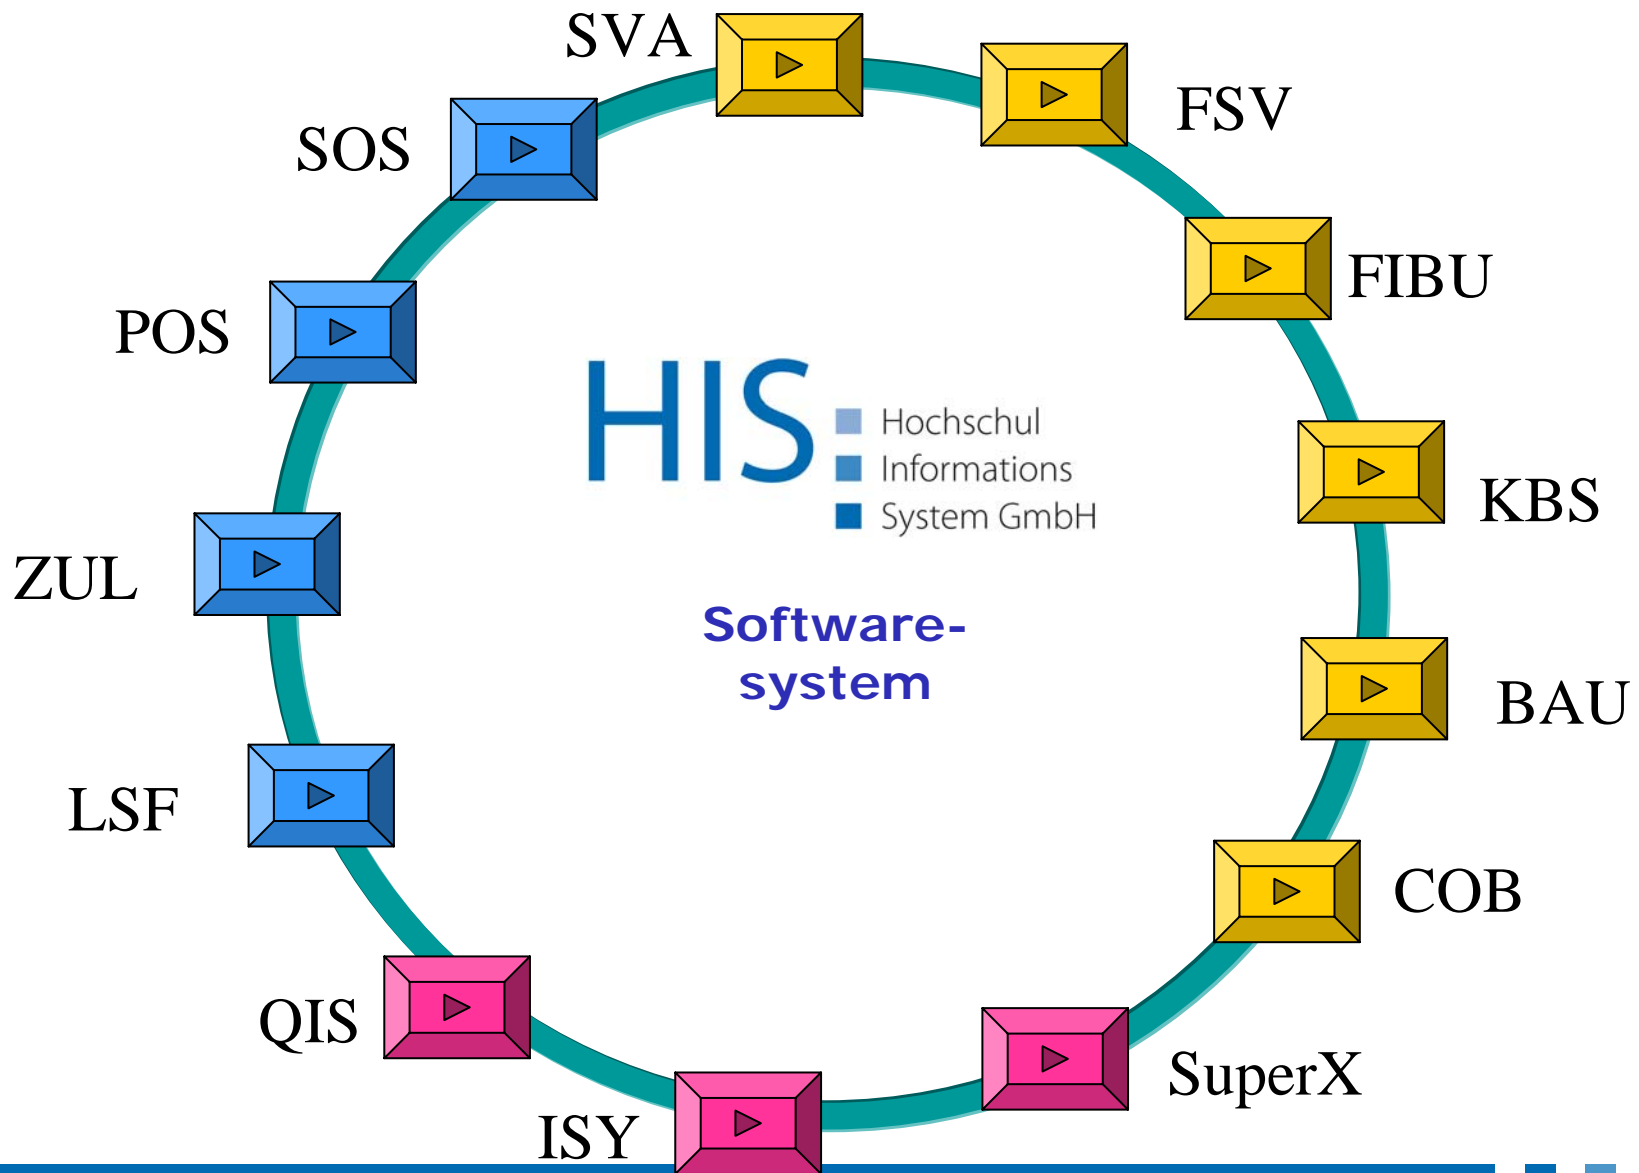 SVA
FSV
SOS
FIBU
POS
HIS
Hochschul
Informations
System GmbH
KBS
ZUL
Software-
system
BAU
LSF
COB
QIS
SuperX
ISY